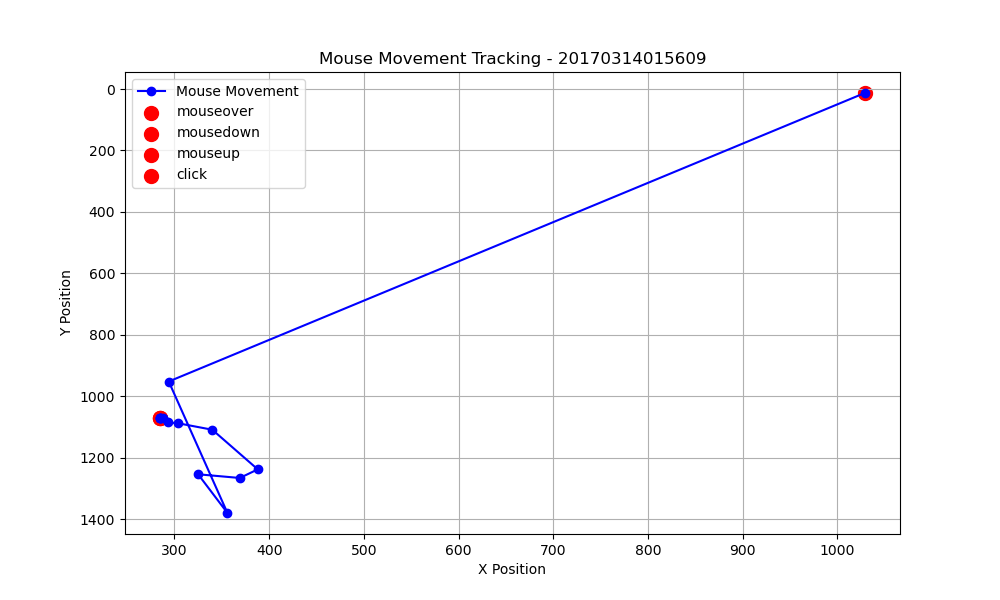 Mouse Movement Tracking - 20170314015609
Mouse Movement
mouseover
mousedown
mouseup
click
0
200
400
600
800
1000
1200
1400
Y Position
300 400 500 600 700 800 900 1000
X Position